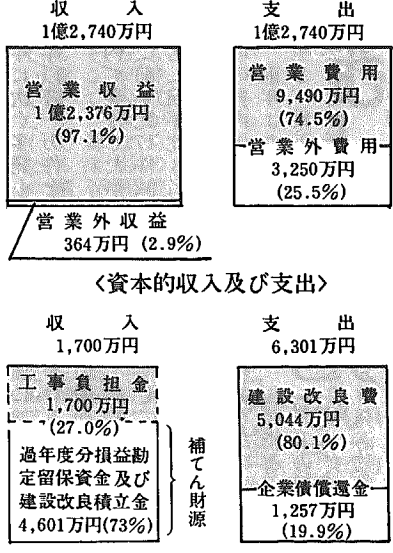 収入
1億2,740万円
営業収益
1億2,376万円
(97.1%)
営業外収益
364万円 (2.9%)
支出
1億2,740万円
営業費用
9,490万円
(74.5%)
営業外費用
3,250万円
(25.5%)
〈資本的収入及び支出〉
収入
1,700万円
工事負担金
1,700万円
(27.0%)
過年度分損益勘
定留保資金及び
建設改良積立金
4,601万円(73%)
補てん財源
支出
6,301万円
建設改良費
5,044万円
(80.1%)
企業債償還金
1,257万円
(19.9%)